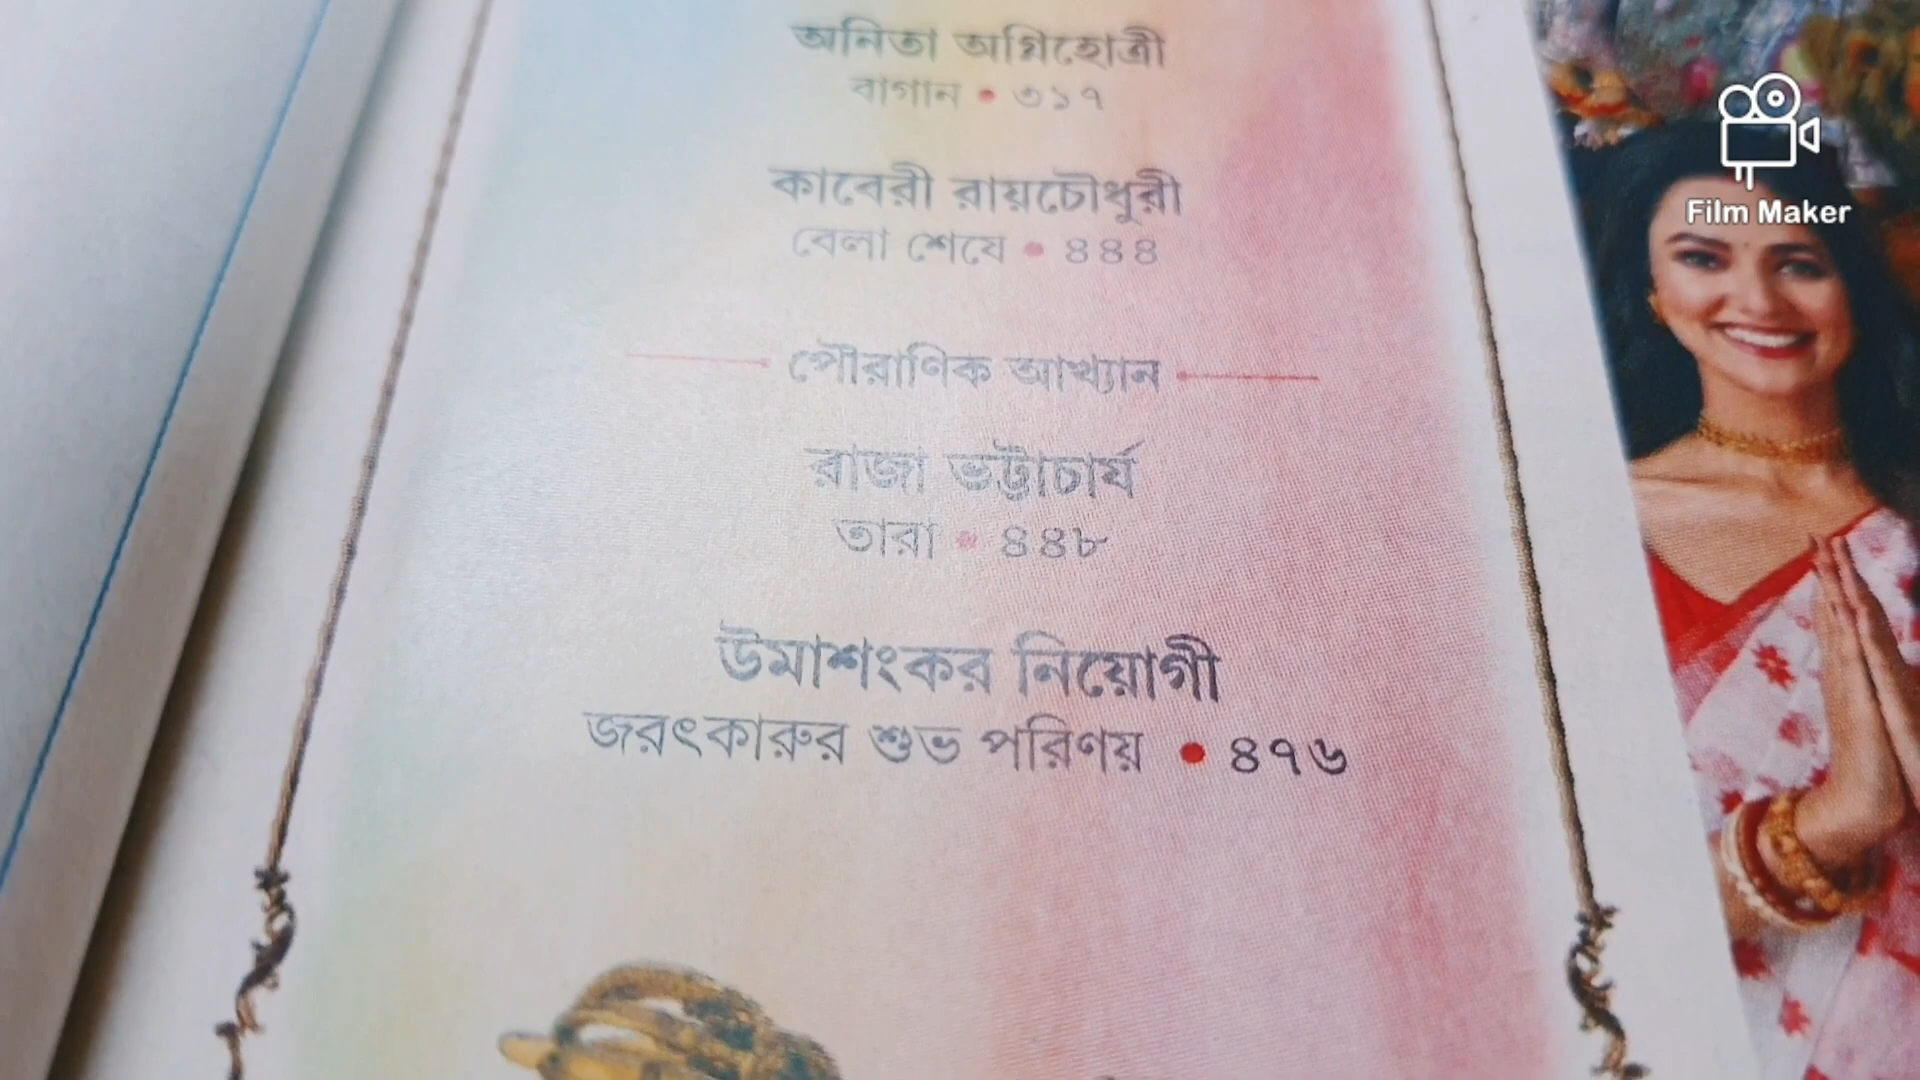 অনিতা অগ্নিহোত্রী
বাগান • ৩১৭
Film Maker
কাবেরী রায়চৌধুরী
বেলা শেষে • ৪৪৪
পৌরাণিক আখ্যান
রাজা ভট্টাচার্য
তারা • ৪৪৮
উমাশংকর নিয়োগী
জরৎকারুর শুভ পরিণয় • ৪৭৬